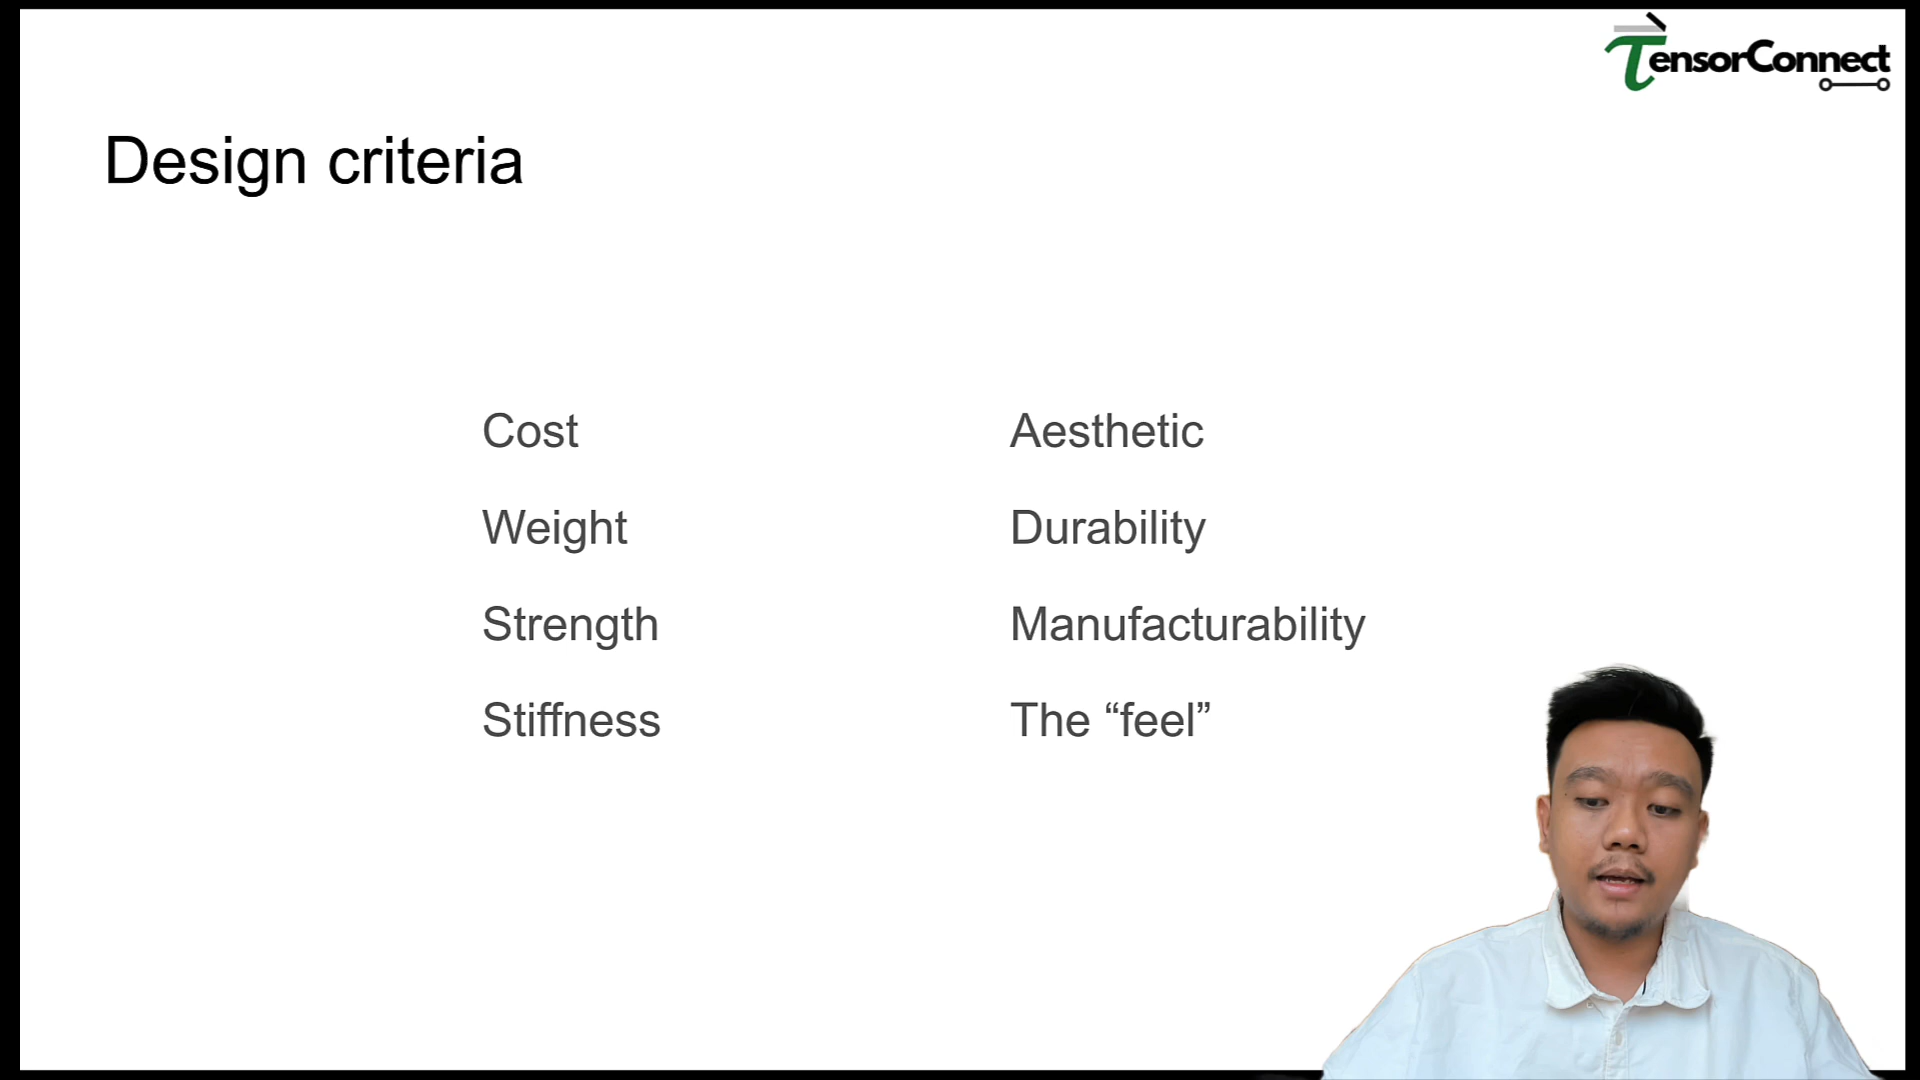 TensorConnect
Design criteria
Cost
Weight
Strength
Stiffness
Aesthetic
Durability
Manufacturability
The “feel”